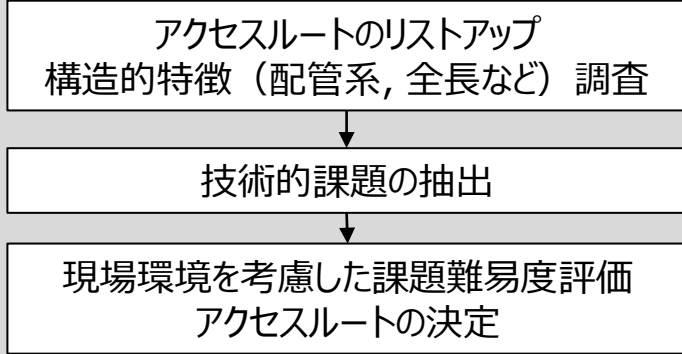 アクセスルートのリストアップ
構造的特徴（配管系, 全長など）調査
技術的課題の抽出
現場環境を考慮した課題難易度評価
アクセスルートの決定